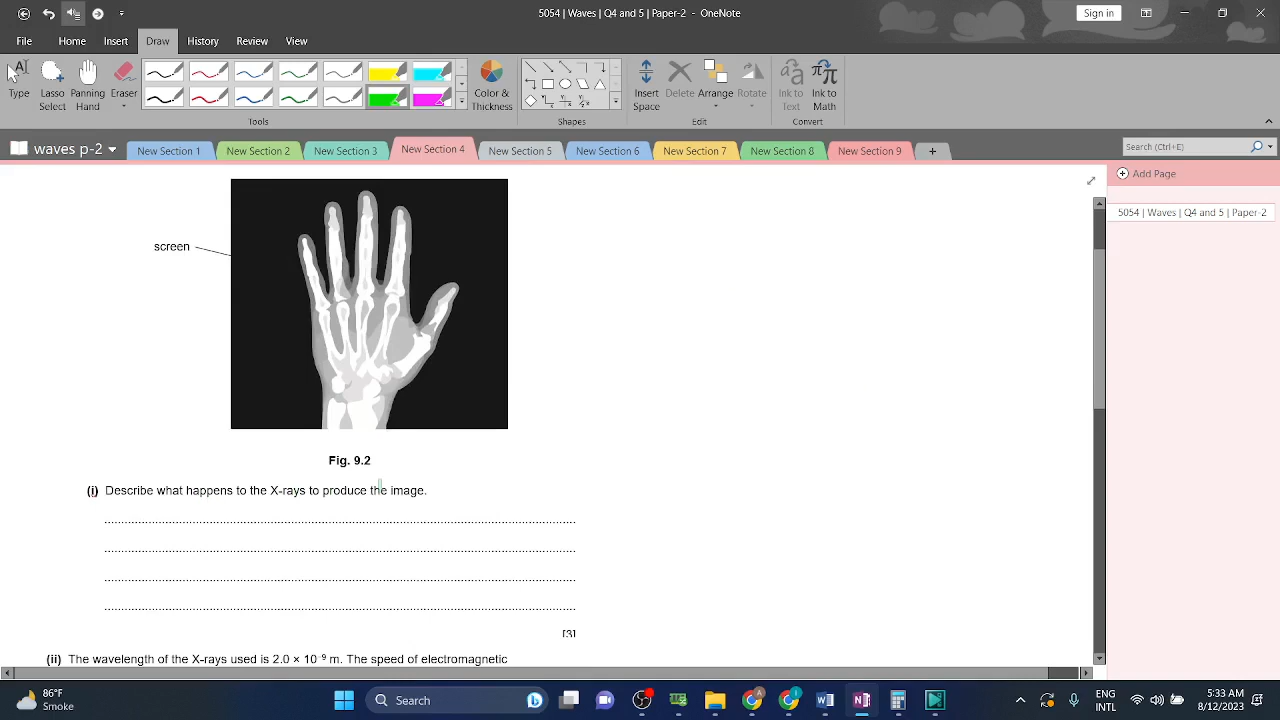 5054 | Waves | Q4 and 5 | Paper-2 - OneNote
Sign in
File Home Insert Draw History Review View
Type
Lasso Select
Panning Hand
Eraser
Color & Thickness
Insert Space
Delete
Arrange
Rotate
Ink to Text
Ink to Math
Tools
Shapes
Edit
Convert
waves p-2
New Section 1 New Section 2 New Section 3 New Section 4 New Section 5 New Section 6 New Section 7 New Section 8 New Section 9
Search (Ctrl+E)
Add Page
5054 | Waves | Q4 and 5 | Paper-2
screen
Fig. 9.2
(i) Describe what happens to the X-rays to produce the image.
[3]
(ii) The wavelength of the X-rays used is 2.0 × 10⁻⁹ m. The speed of electromagnetic
86°F
Smoke
Search
ENG
INTL
5:33 AM
8/12/2023